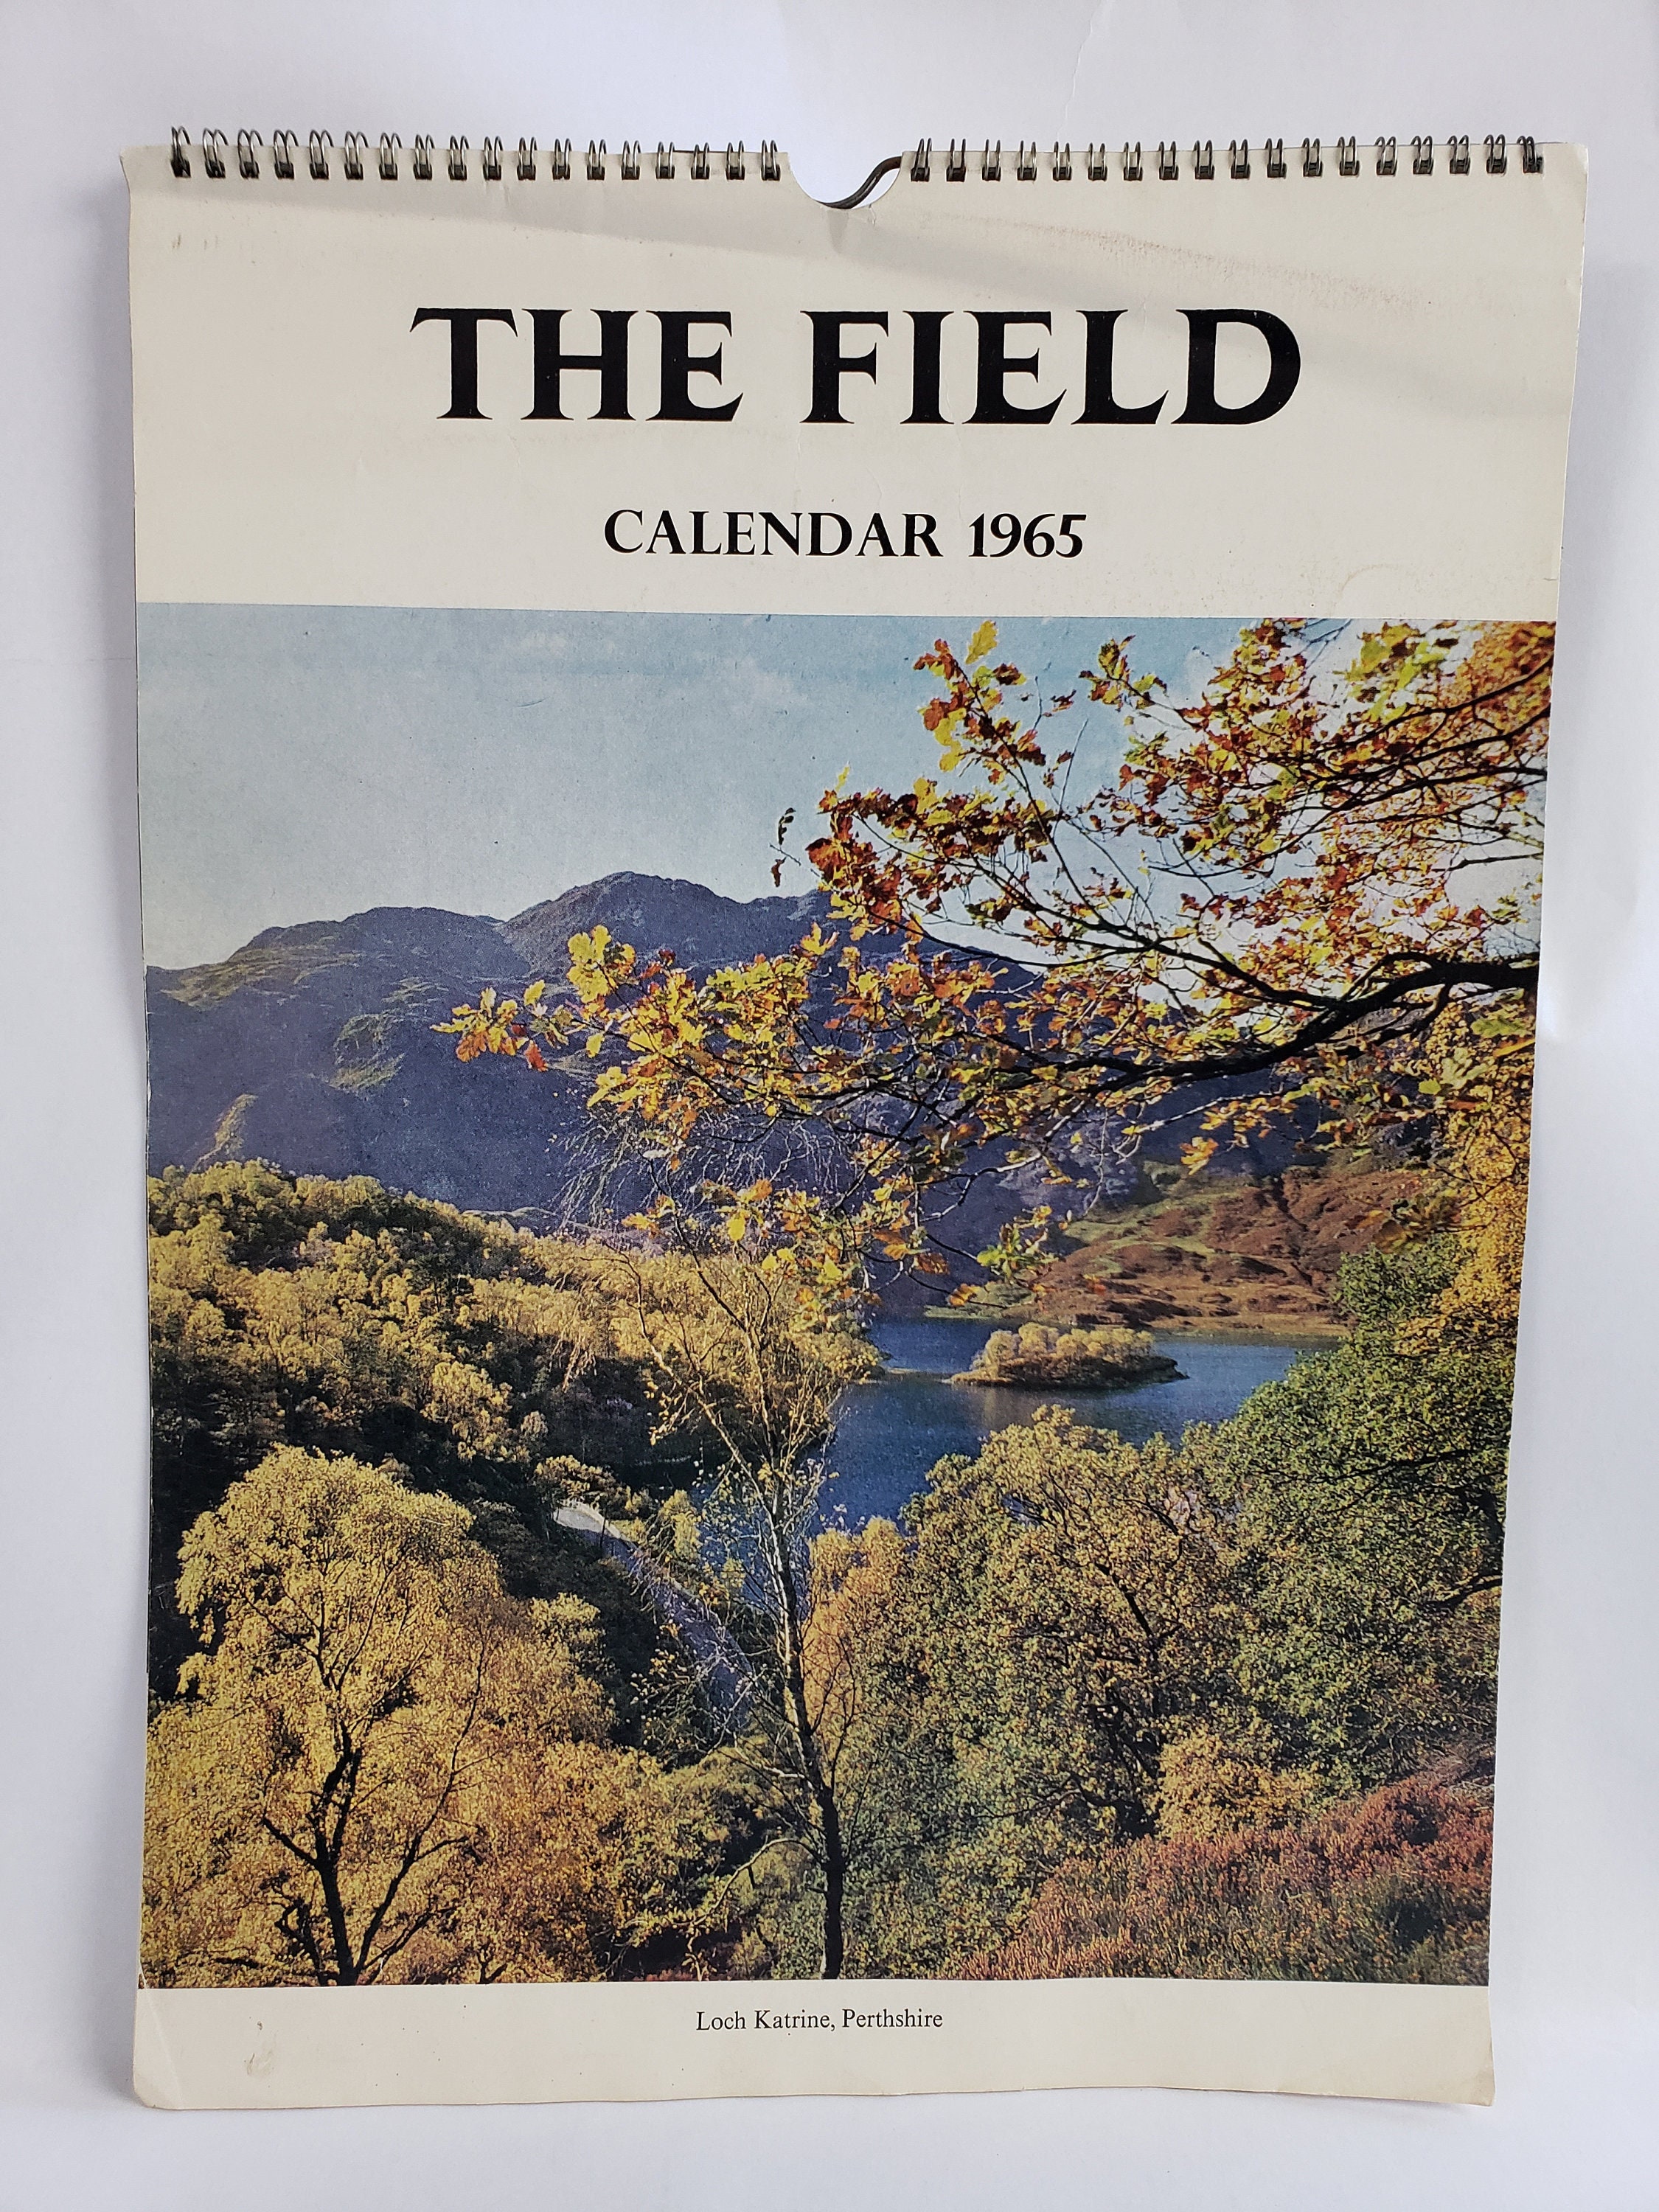 THE FIELD
CALENDAR 1965
Loch Katrine, Perthshire